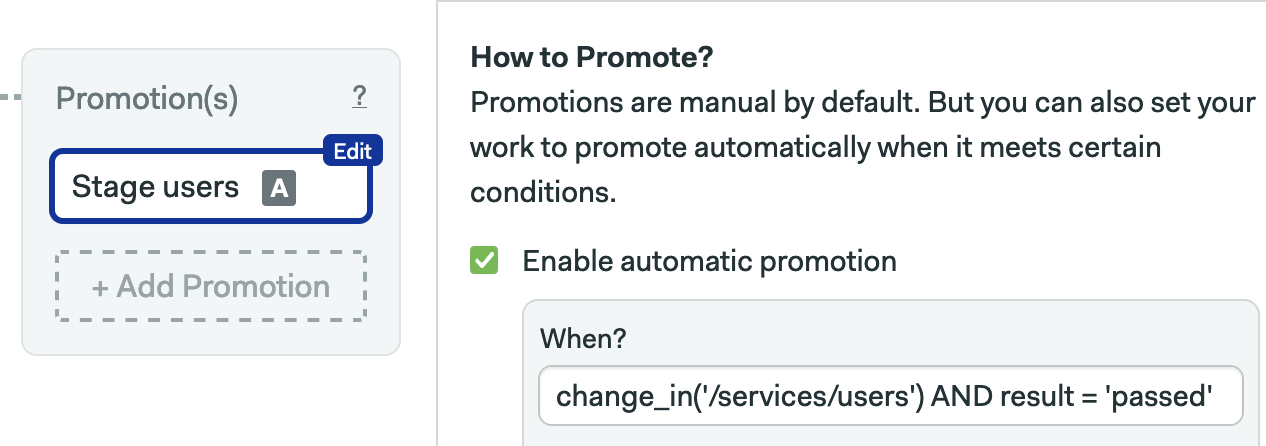 Promotion(s) ?
Edit
Stage users A
+ Add Promotion
How to Promote?
Promotions are manual by default. But you can also set your
work to promote automatically when it meets certain
conditions.
Enable automatic promotion
When?
change_in('/services/users') AND result = 'passed'